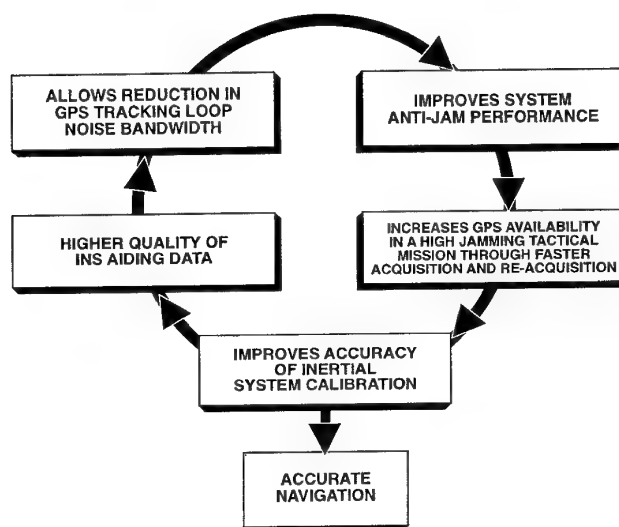 ALLOWS REDUCTION IN
GPS TRACKING LOOP
NOISE BANDWIDTH
IMPROVES SYSTEM
ANTI-JAM PERFORMANCE
HIGHER QUALITY OF
INS AIDING DATA
INCREASES GPS AVAILABILITY
IN A HIGH JAMMING TACTICAL
MISSION THROUGH FASTER
ACQUISITION AND RE-ACQUISITION
IMPROVES ACCURACY
OF INERTIAL
SYSTEM CALIBRATION
ACCURATE
NAVIGATION